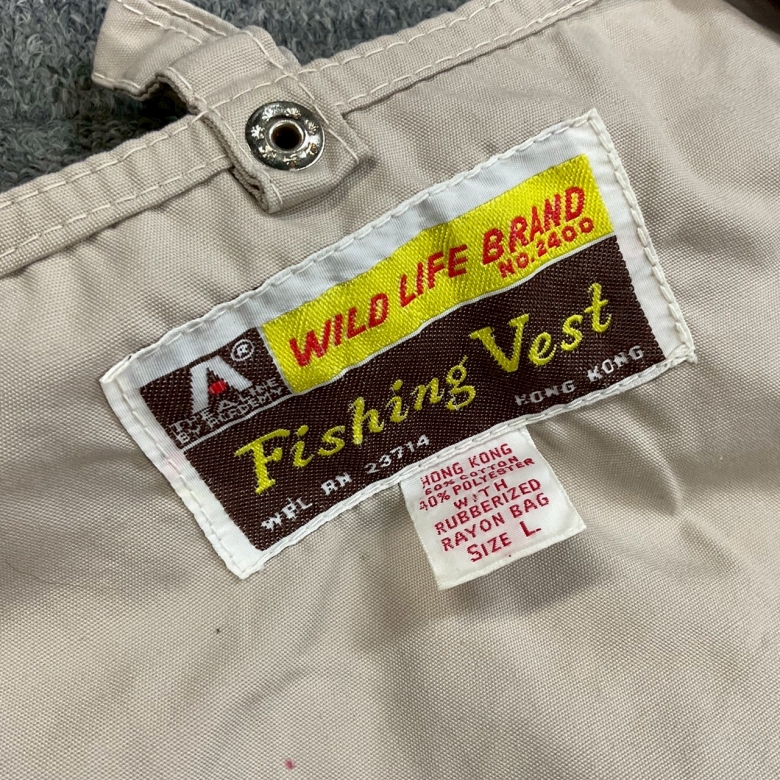 WILD LIFE BRAND
NO. 2400
A®
BY ACADEMY
Fishing Vest
WPL RN 23714
HONG KONG
HONG KONG
60% COTTON
40% POLYESTER
WITH
RUBBERIZED
RAYON BAG
SIZE L